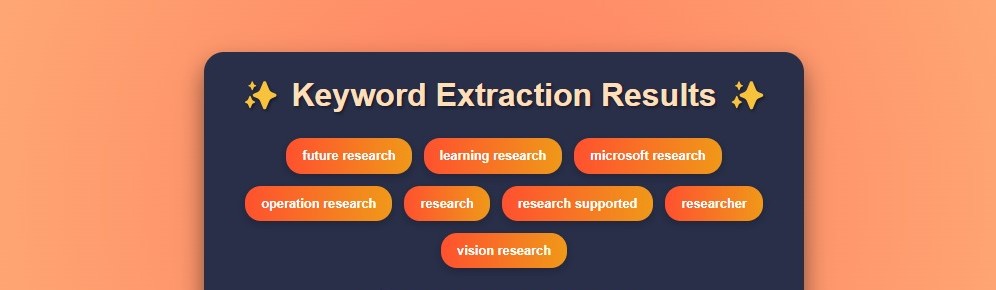 ✨ Keyword Extraction Results ✨
future research learning research microsoft research
operation research research research supported researcher
vision research